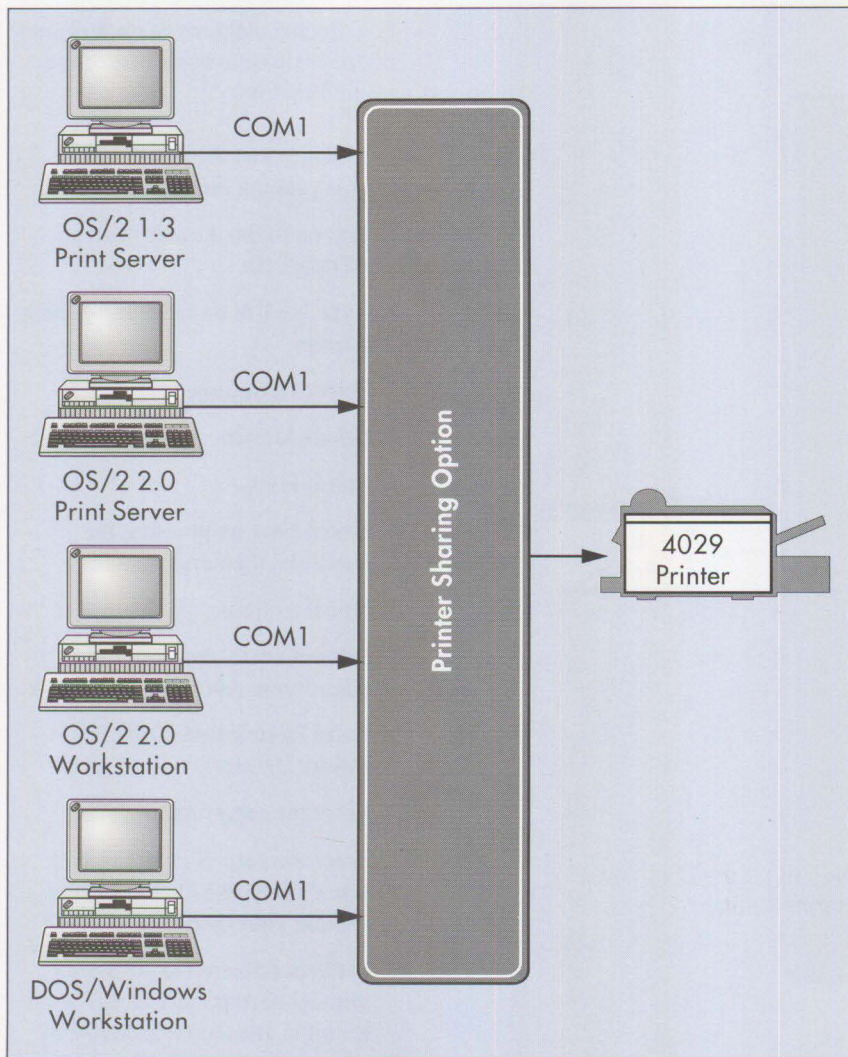 COM1
OS/2 1.3
Print Server
COM1
OS/2 2.0
Print Server
COM1
OS/2 2.0
Workstation
COM1
DOS/Windows
Workstation
Printer Sharing Option
4029
Printer